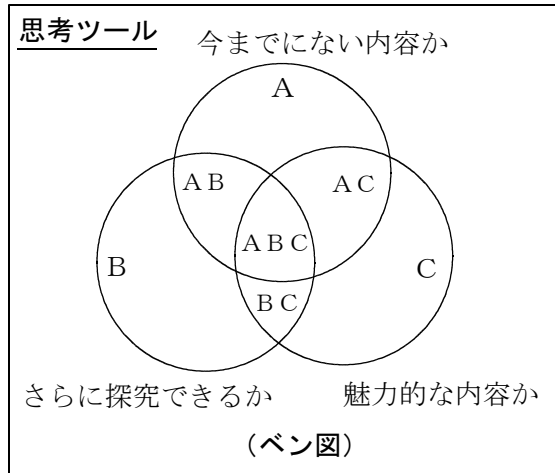 思考ツール
今までにない内容か
A
AB
AC
ABC
B
C
BC
さらに探究できるか
魅力的な内容か
(ベン図)